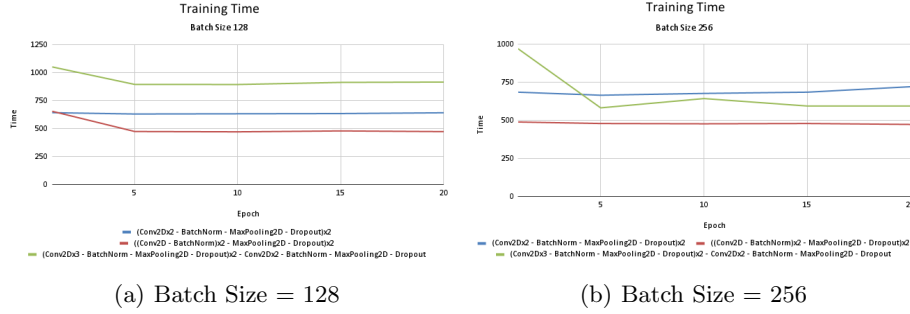 Training Time
Batch Size 128
1250
1000
750
500
250
0
Time
5
10
15
20
Epoch
(Conv2Dx2 - BatchNorm - MaxPooling2D - Dropout)x2
((Conv2D - BatchNorm)x2 - MaxPooling2D - Dropout)x2
(Conv2Dx3 - BatchNorm - MaxPooling2D - Dropout)x2 - Conv2Dx2 - BatchNorm - MaxPooling2D - Dropout
(a) Batch Size = 128
Training Time
Batch Size 256
1000
750
500
250
0
Time
5
10
15
20
Epoch
(Conv2Dx2 - BatchNorm - MaxPooling2D - Dropout)x2
((Conv2D - BatchNorm)x2 - MaxPooling2D - Dropout)x2
(Conv2Dx3 - BatchNorm - MaxPooling2D - Dropout)x2 - Conv2Dx2 - BatchNorm - MaxPooling2D - Dropout
(b) Batch Size = 256